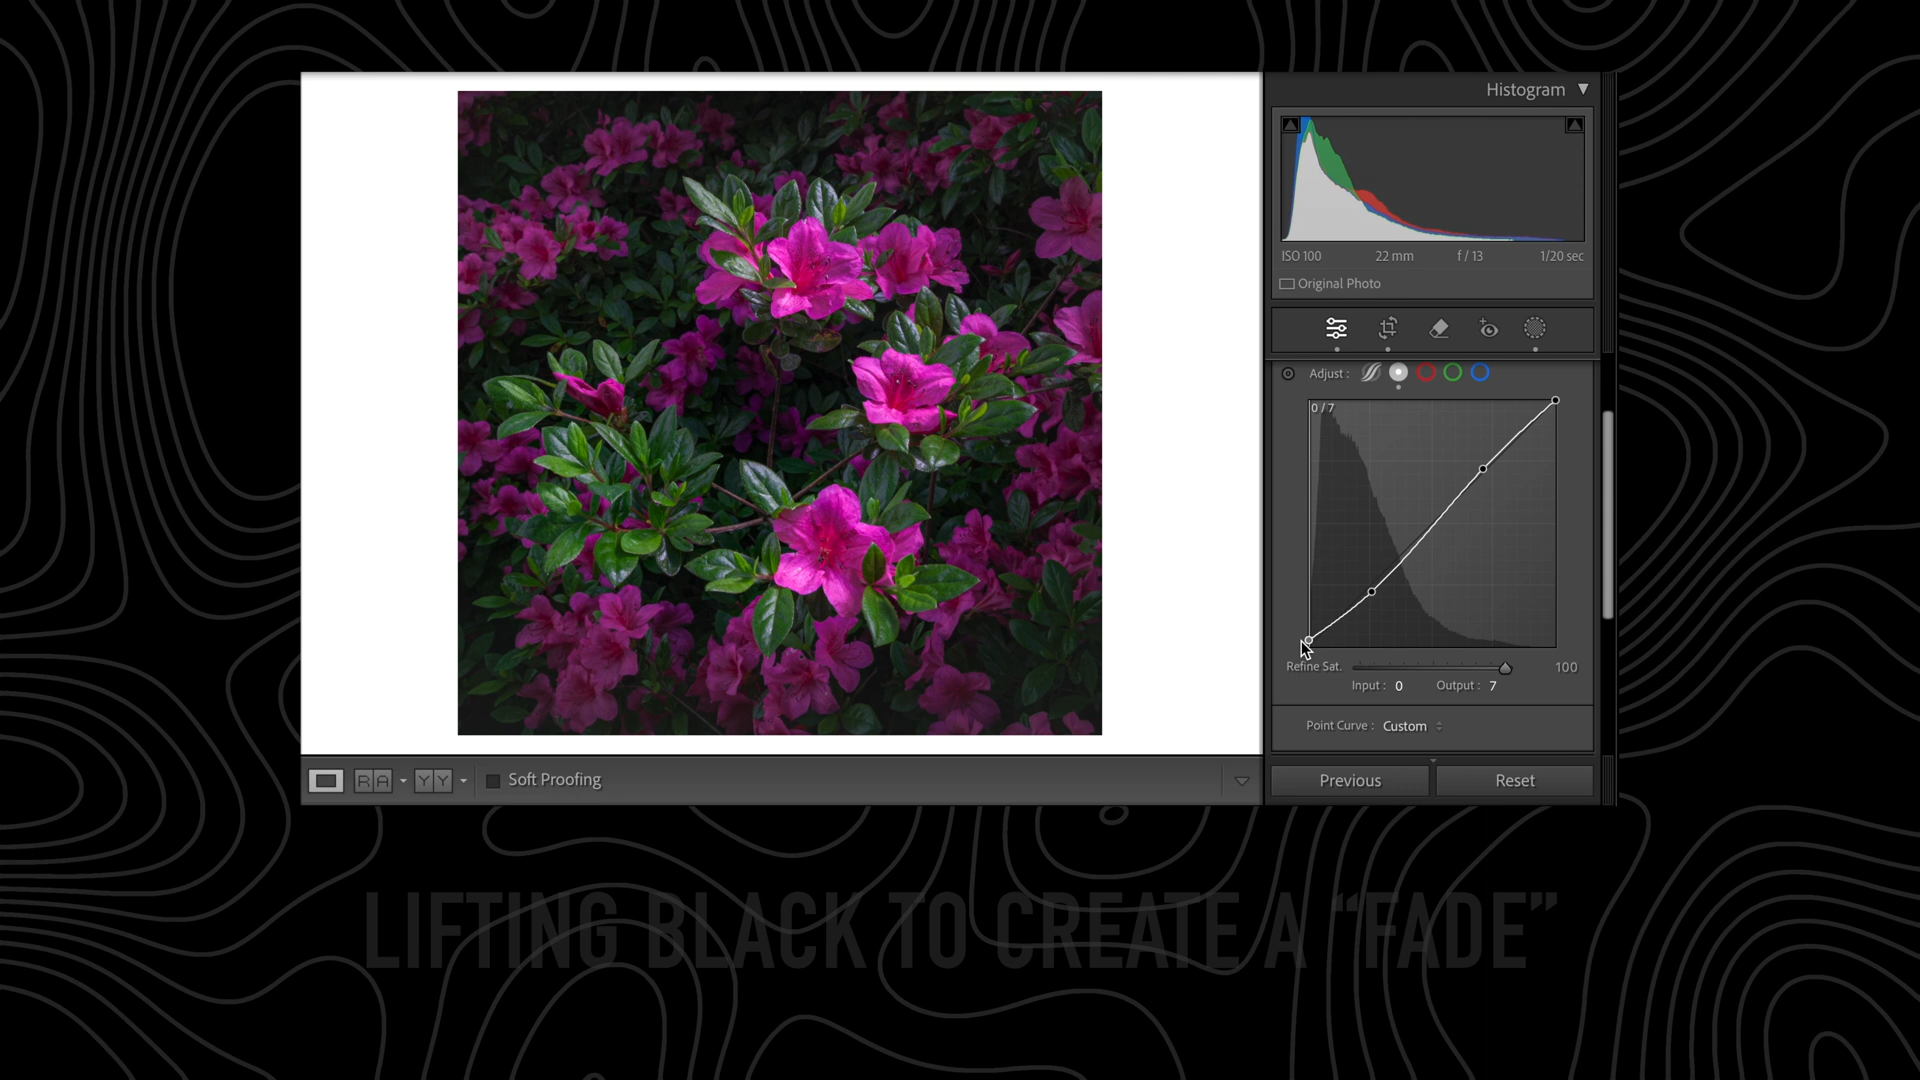 Histogram
ISO 100 22 mm f / 13 1/20 sec
Original Photo
Adjust :
0 / 7
Refine Sat. 100
Input : 0 Output : 7
Point Curve : Custom
Previous Reset
R A Y Y Soft Proofing
LIFTING BLACK TO CREATE A “FADE”